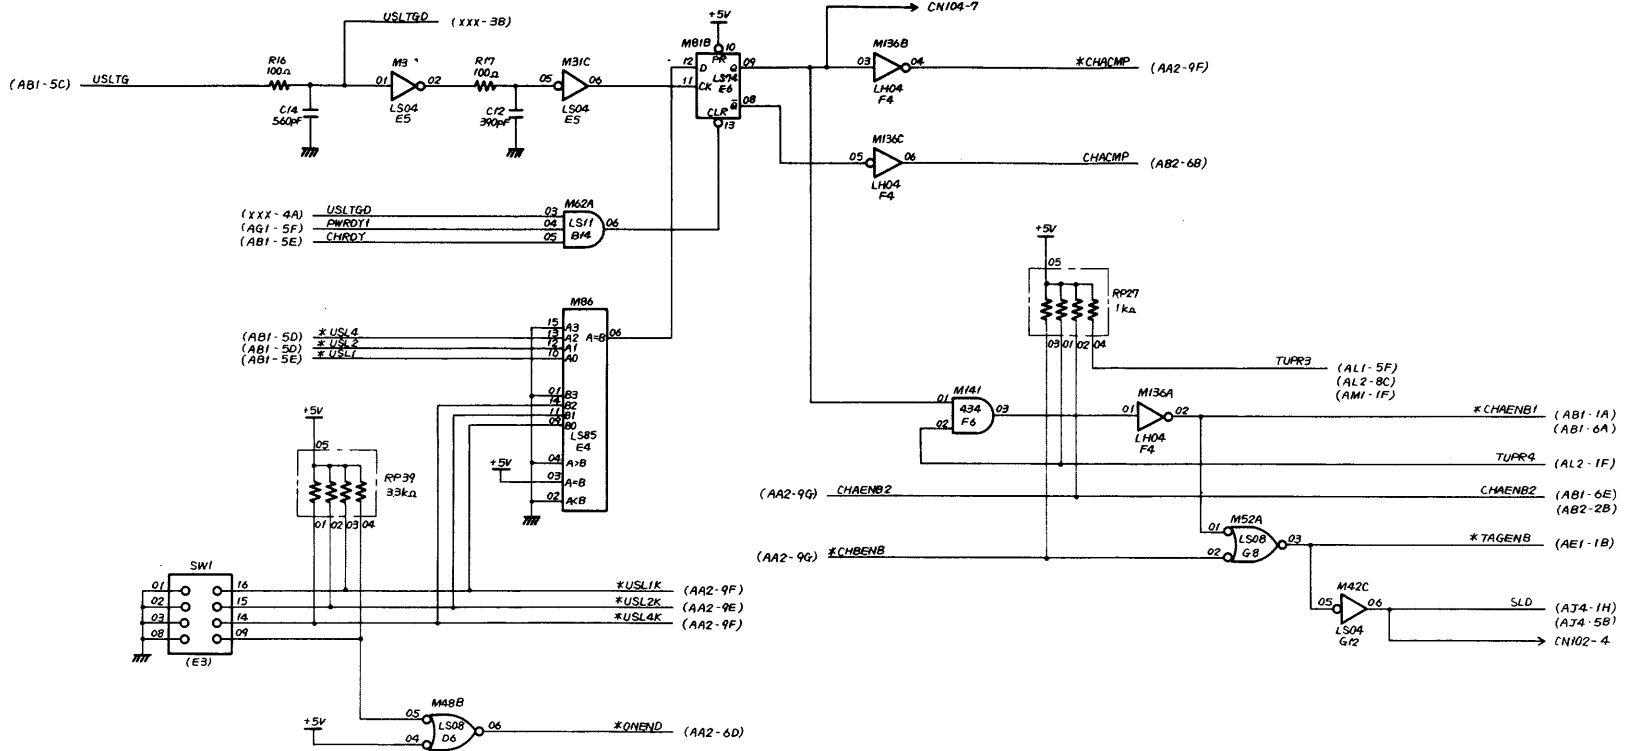 CN104-7
USLTGD (XXX-3B)
+5V
(AB1-5C) USLTG
R16
100Ω
C14
560pF
01
02
LS04
E5
R17
100Ω
C12
390pF
M31C
05
06
LS04
E5
M81B
10
PR
12 D
Q 09
11 CK
LS74
E6
Q 08
CLR
13
M136B
03
04
LH04
F4
*CHACMP (AA2-9F)
M136C
05
06
LH04
F4
CHACMP (AB2-6B)
(XXX-4A) USLTGD
(AG1-5F) PWRDY1
(AB1-5E) CHRDY
M62A
03
04
05
LS11
B14
06
M86
(AB1-5D) *USL4
(AB1-5D) *USL2
(AB1-5E) *USL1
15 A3
13 A2
12 A1
10 A0
A=B 06
01 B3
14 B2
11 B1
09 B0
LS85
E4
04 A>B
+5V
03 A=B
02 A<B
+5V
05
RP39
3.3kΩ
01 02 03 04
SW1
01 16
02 15
03 14
08 09
(E3)
*USL1K (AA2-9F)
*USL2K (AA2-9E)
*USL4K (AA2-9F)
M48B
05
+5V
04
LS08
D6
06
*ONEND (AA2-6D)
+5V
05
RP27
1kΩ
03 01 02 04
TUPR3 (AL1-5F)
(AL2-8C)
(AM1-1F)
M141
01
02
434
F6
03
M136A
01
02
LH04
F4
*CHAENB1 (AB1-1A)
(AB1-6A)
TUPR4 (AL2-1F)
(AA2-9G) CHAENB2
CHAENB2 (AB1-6E)
(AB2-2B)
M52A
01
02
LS08
G8
03
(AA2-9G) *CHBENB
*TAGENB (AE1-1B)
M42C
05
06
LS04
G12
SLD (AJ4-1H)
(AJ4-5B)
CN102-4